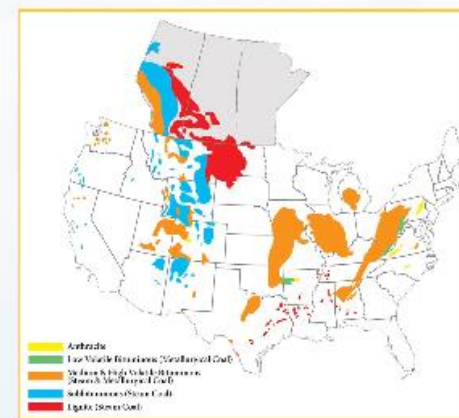 Anthracite
Low Volatile Bituminous (Metallurgical Coal)
Medium & High Volatile Bituminous
(Steam & Metallurgical Coal)
Subbituminous (Steam Coal)
Lignite (Steam Coal)